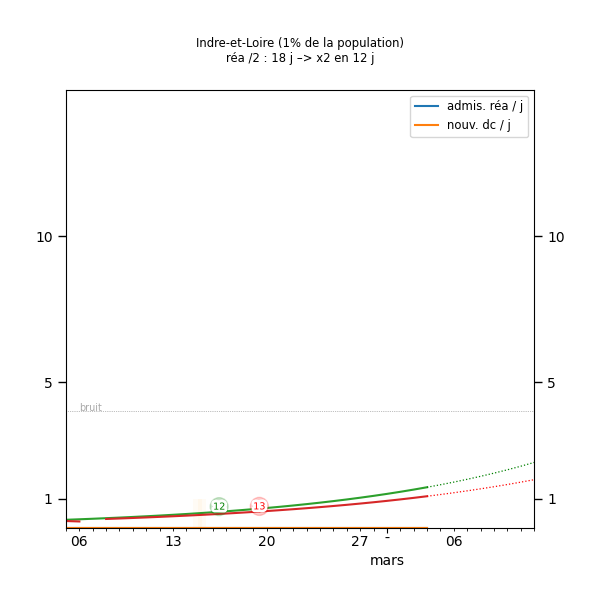 Indre-et-Loire (1% de la population)
réa /2 : 18 j –> x2 en 12 j
admis. réa / j
nouv. dc / j
10
10
5
5
bruit
12
13
1
1
06
13
20
27
-
06
mars